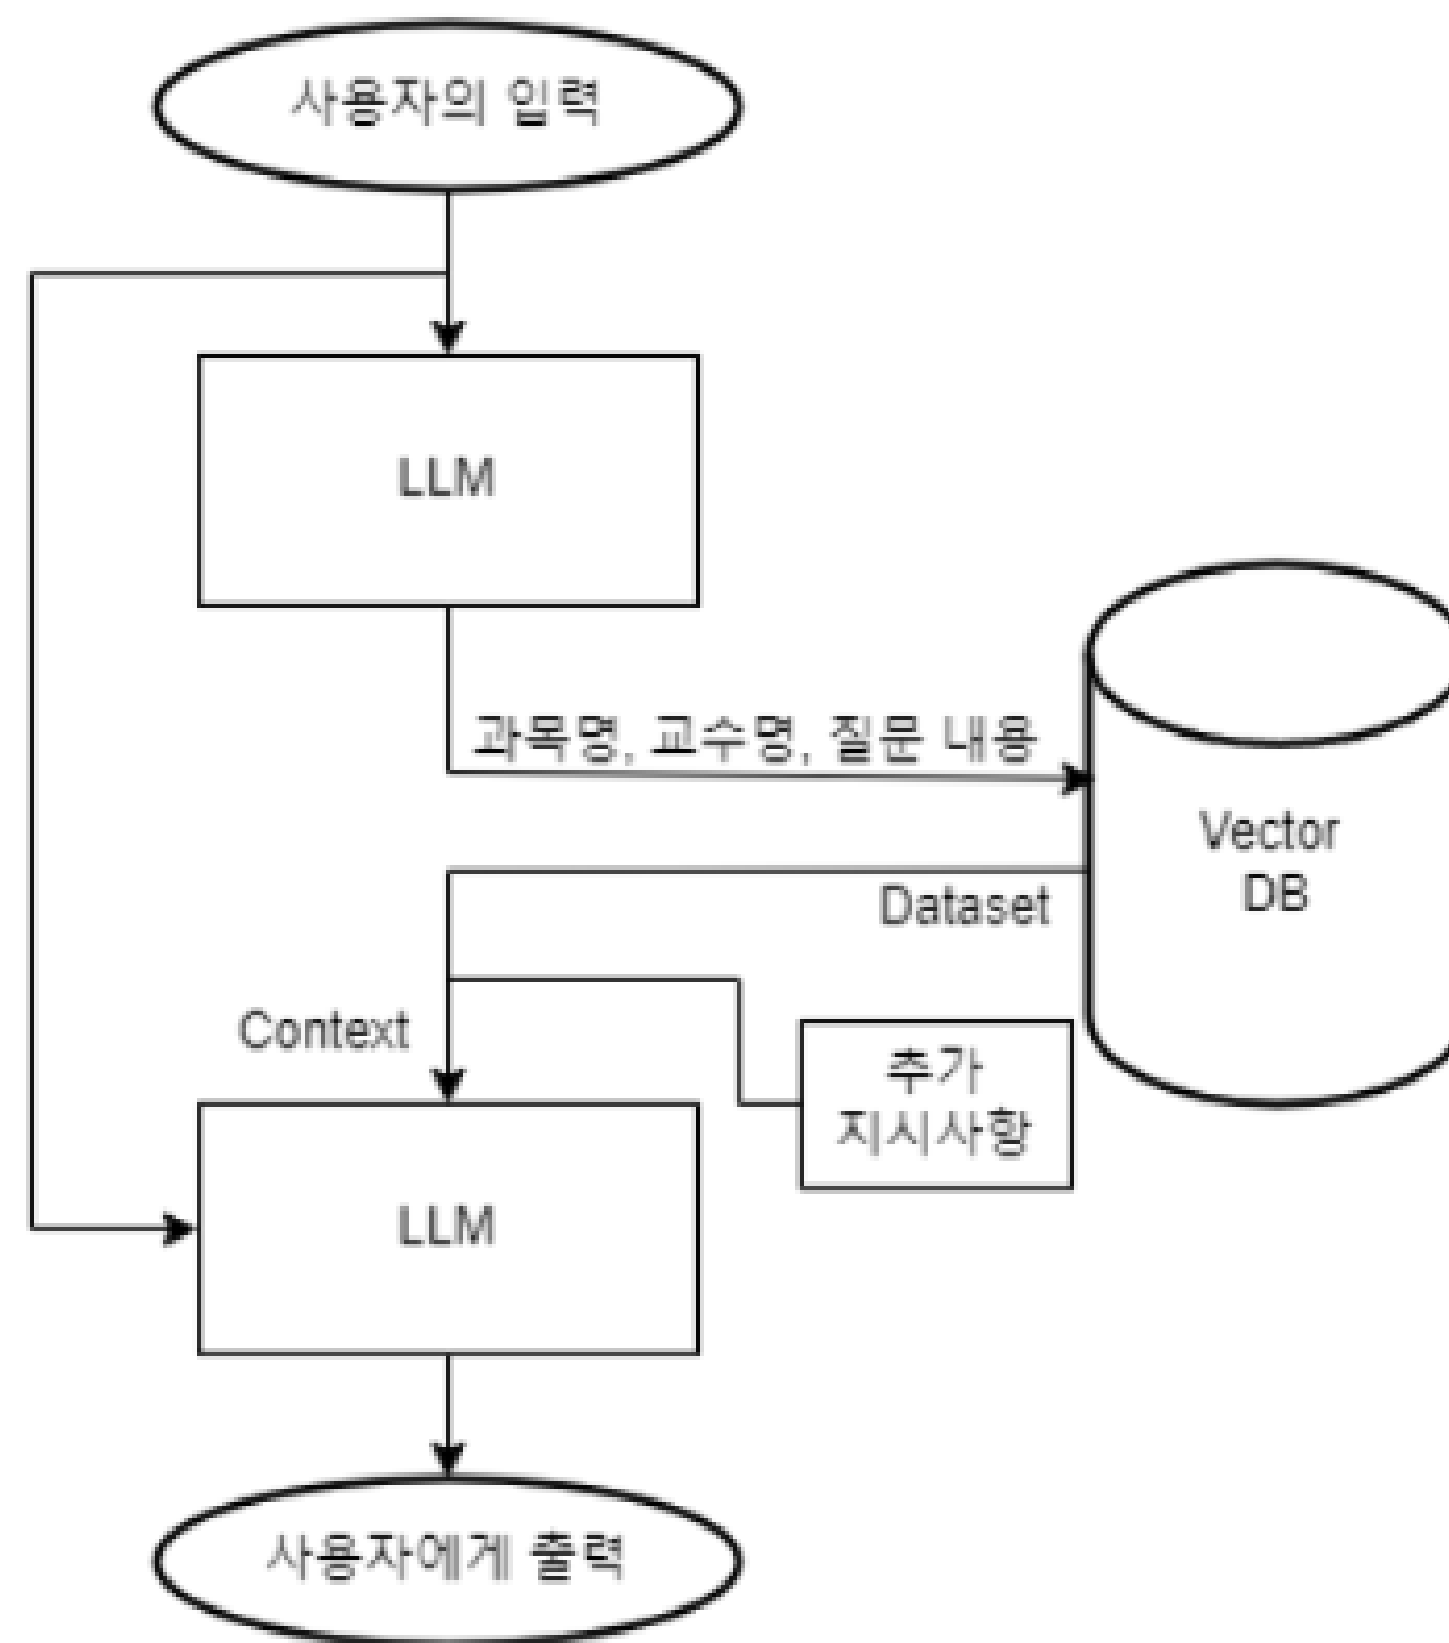 사용자의 입력
LLM
과목명, 교수명, 질문 내용
Vector
DB
Dataset
Context
추가
지시사항
LLM
사용자에게 출력